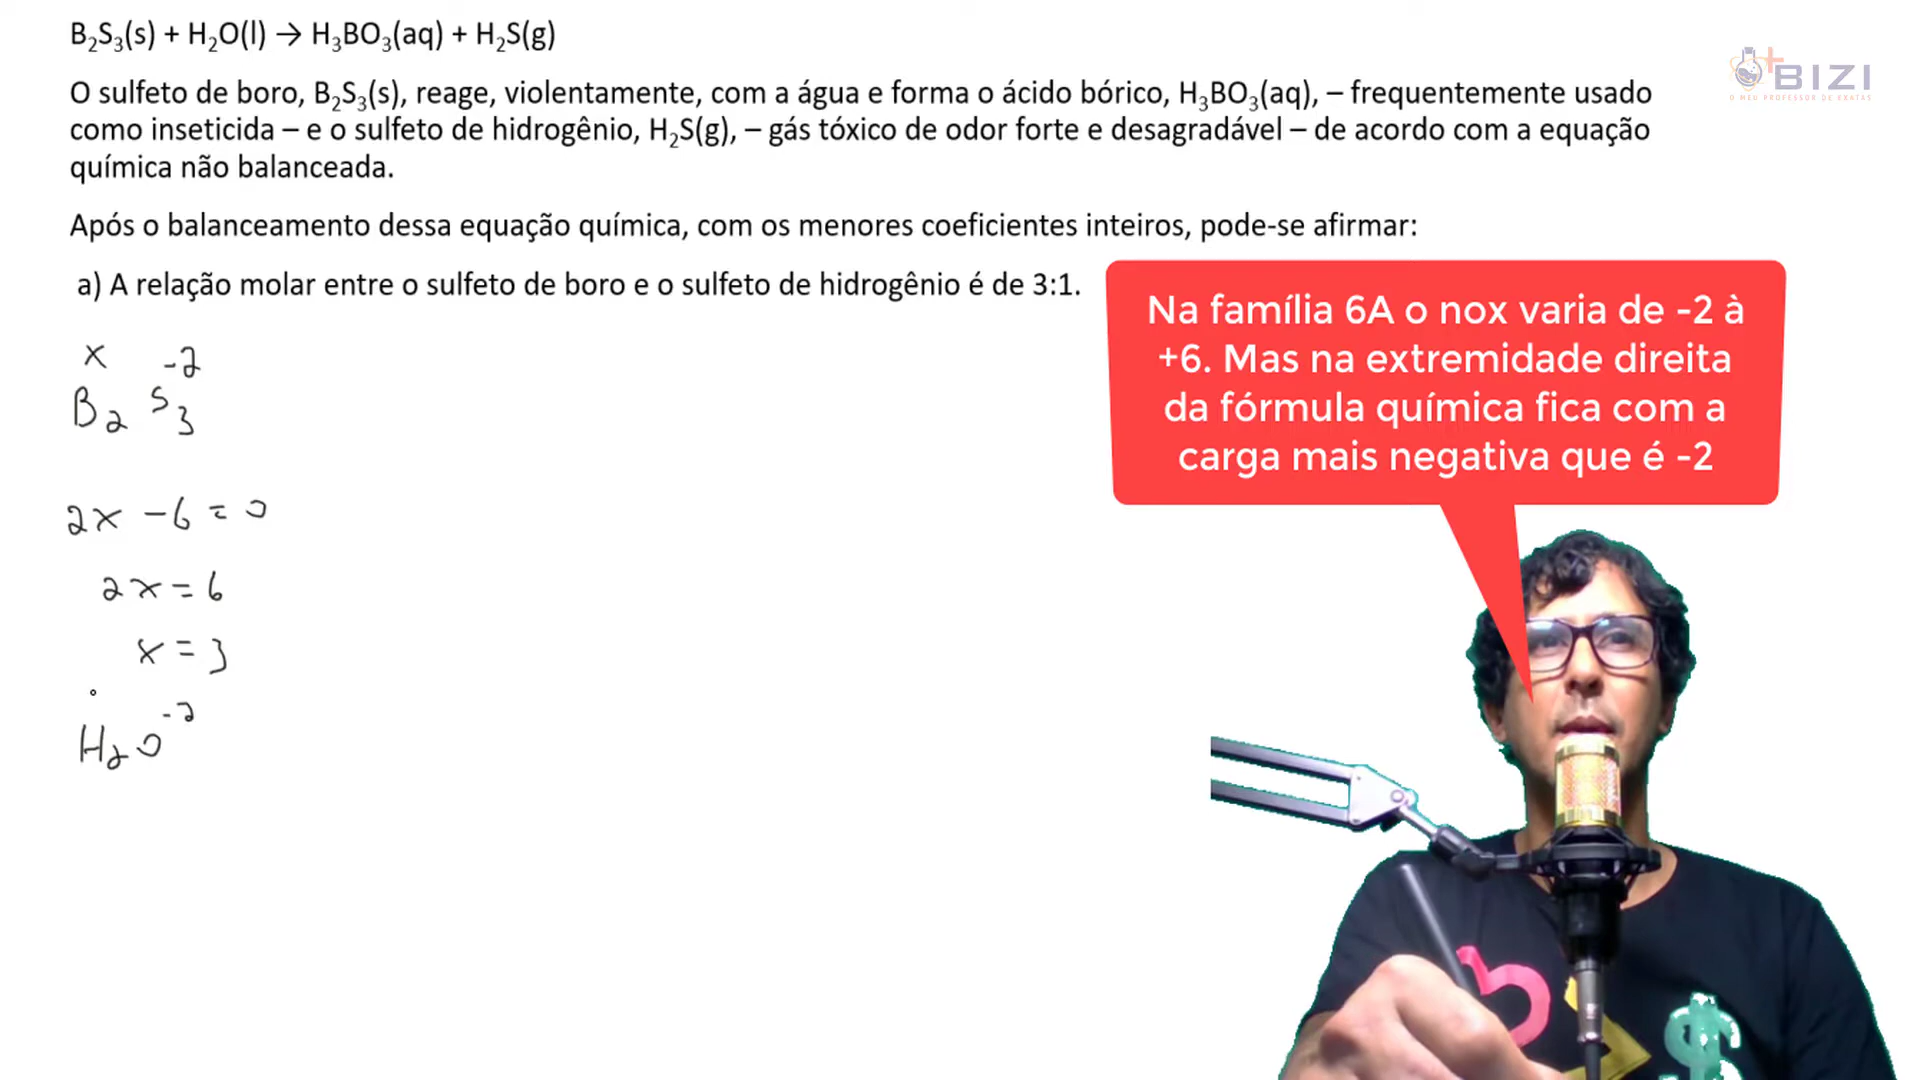 B₂S₃(s) + H₂O(l) → H₃BO₃(aq) + H₂S(g)
BIZI
O MEU PROFESSOR DE EXATAS
O sulfeto de boro, B₂S₃(s), reage, violentamente, com a água e forma o ácido bórico, H₃BO₃(aq), – frequentemente usado
como inseticida – e o sulfeto de hidrogênio, H₂S(g), – gás tóxico de odor forte e desagradável – de acordo com a equação
química não balanceada.
Após o balanceamento dessa equação química, com os menores coeficientes inteiros, pode-se afirmar:
a) A relação molar entre o sulfeto de boro e o sulfeto de hidrogênio é de 3:1.
Na família 6A o nox varia de -2 à
+6. Mas na extremidade direita
da fórmula química fica com a
carga mais negativa que é -2
x -2
B₂ S₃
2x - 6 = 0
2x = 6
x = 3
-2
H₂O
$